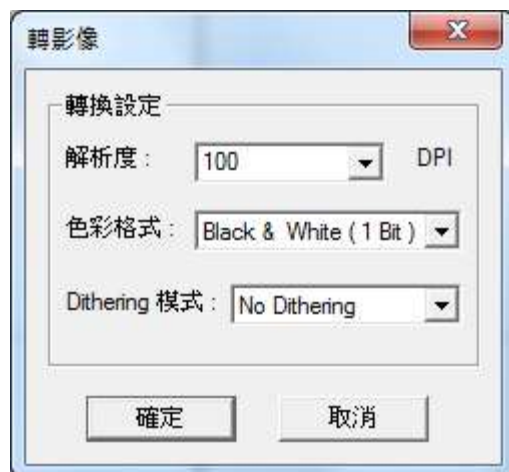 轉影像
轉換設定
解析度 : 100 DPI
色彩格式 : Black & White ( 1 Bit )
Dithering 模式 : No Dithering
確定 取消